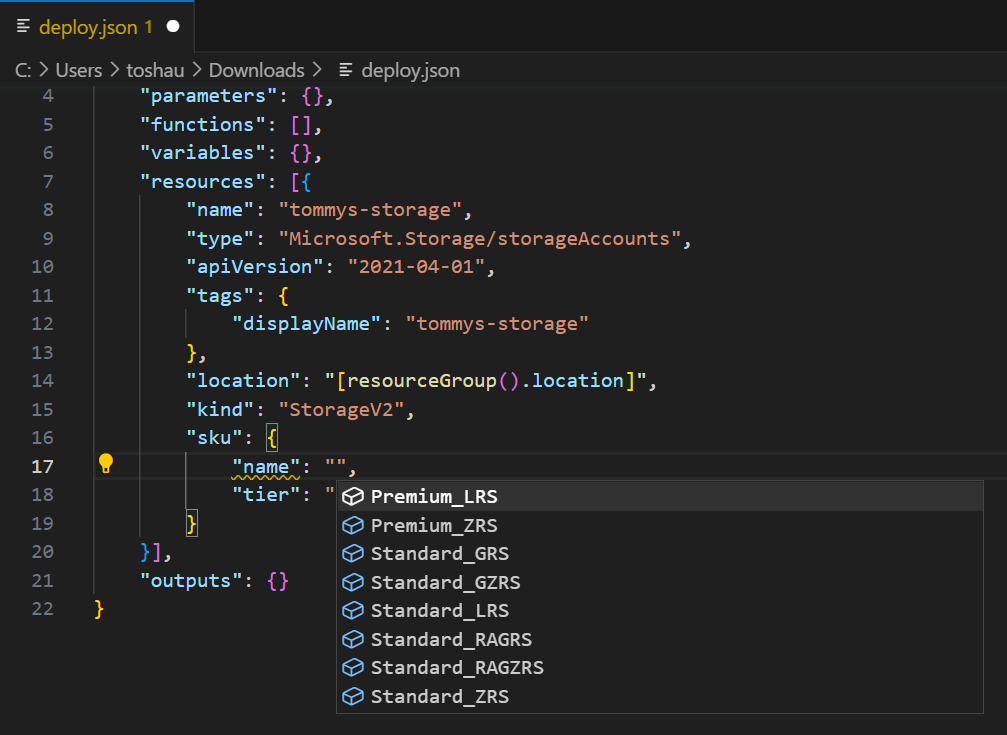 deploy.json 1
C: > Users > toshau > Downloads > deploy.json
4 "parameters": {},
5 "functions": [],
6 "variables": {},
7 "resources": [{
8 "name": "tommys-storage",
9 "type": "Microsoft.Storage/storageAccounts",
10 "apiVersion": "2021-04-01",
11 "tags": {
12 "displayName": "tommys-storage"
13 },
14 "location": "[resourceGroup().location]",
15 "kind": "StorageV2",
16 "sku": {
17 "name": "",
18 "tier": "
Premium_LRS
19 }
Premium_ZRS
20 }],
Standard_GRS
21 "outputs": {}
Standard_GZRS
22 }
Standard_LRS
Standard_RAGRS
Standard_RAGZRS
Standard_ZRS